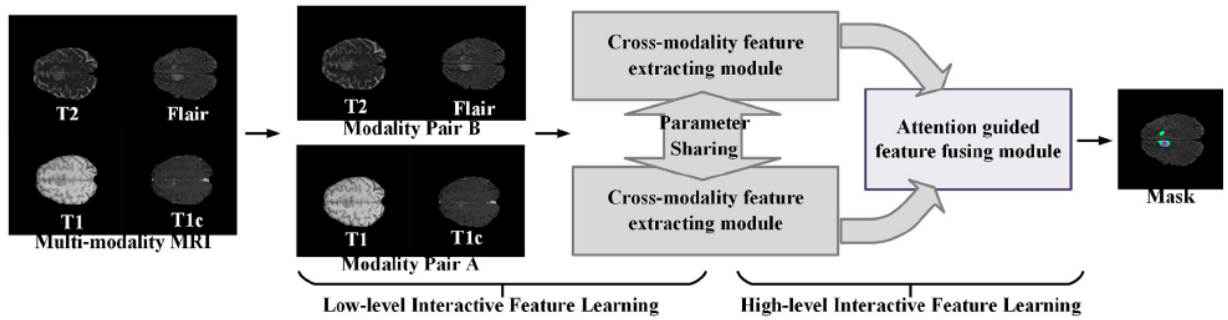 T2
Flair
T1
T1c
Multi-modality MRI
T2
Flair
Modality Pair B
T1
T1c
Modality Pair A
Cross-modality feature
extracting module
Parameter
Sharing
Cross-modality feature
extracting module
Attention guided
feature fusing module
Mask
Low-level Interactive Feature Learning
High-level Interactive Feature Learning